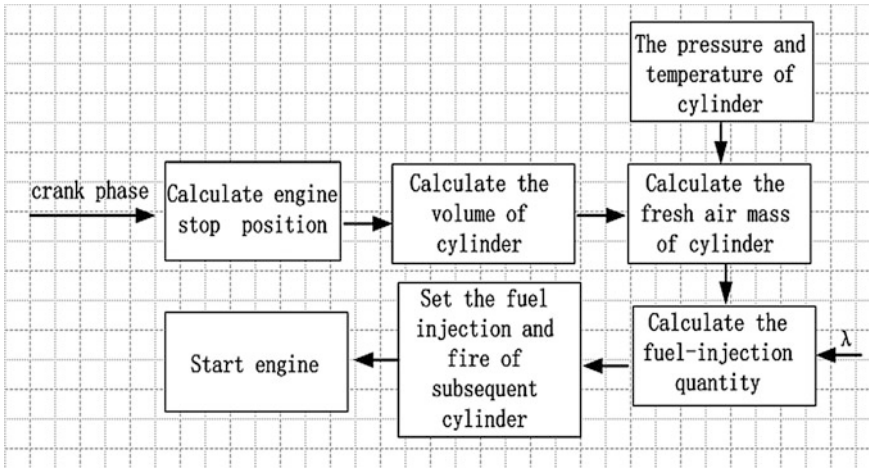 The pressure and
temperature of
cylinder
crank phase
Calculate engine
stop position
Calculate the
volume of
cylinder
Calculate the
fresh air mass
of cylinder
Start engine
Set the fuel
injection and
fire of
subsequent
cylinder
Calculate the
fuel-injection
quantity
λ